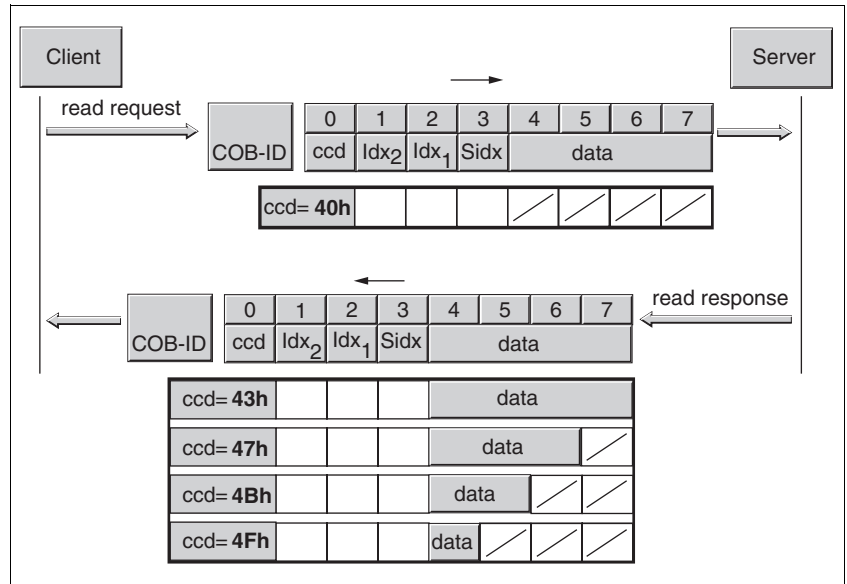 Client
Server
read request
0 1 2 3 4 5 6 7
COB-ID ccd Idx2 Idx1 Sidx data
ccd= 40h
read response
0 1 2 3 4 5 6 7
COB-ID ccd Idx2 Idx1 Sidx data
ccd= 43h data
ccd= 47h data
ccd= 4Bh data
ccd= 4Fh data